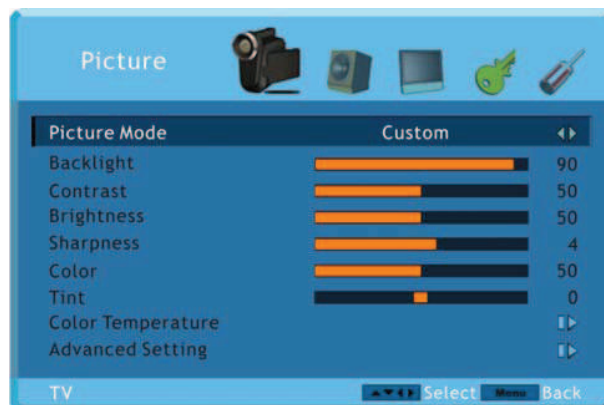 Picture
Picture Mode Custom
Backlight 90
Contrast 50
Brightness 50
Sharpness 4
Color 50
Tint 0
Color Temperature
Advanced Setting
TV Select Menu Back